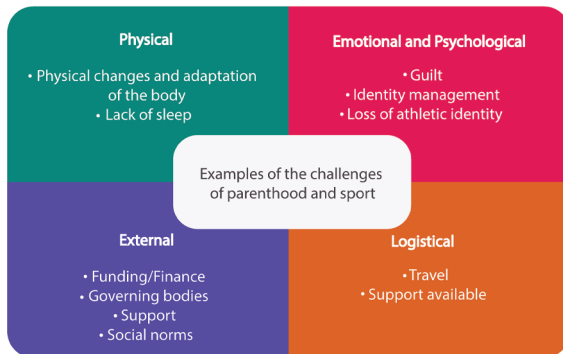 Physical
• Physical changes and adaptation
of the body
• Lack of sleep
Emotional and Psychological
• Guilt
• Identity management
• Loss of athletic identity
Examples of the challenges
of parenthood and sport
External
• Funding/Finance
• Governing bodies
• Support
• Social norms
Logistical
• Travel
• Support available